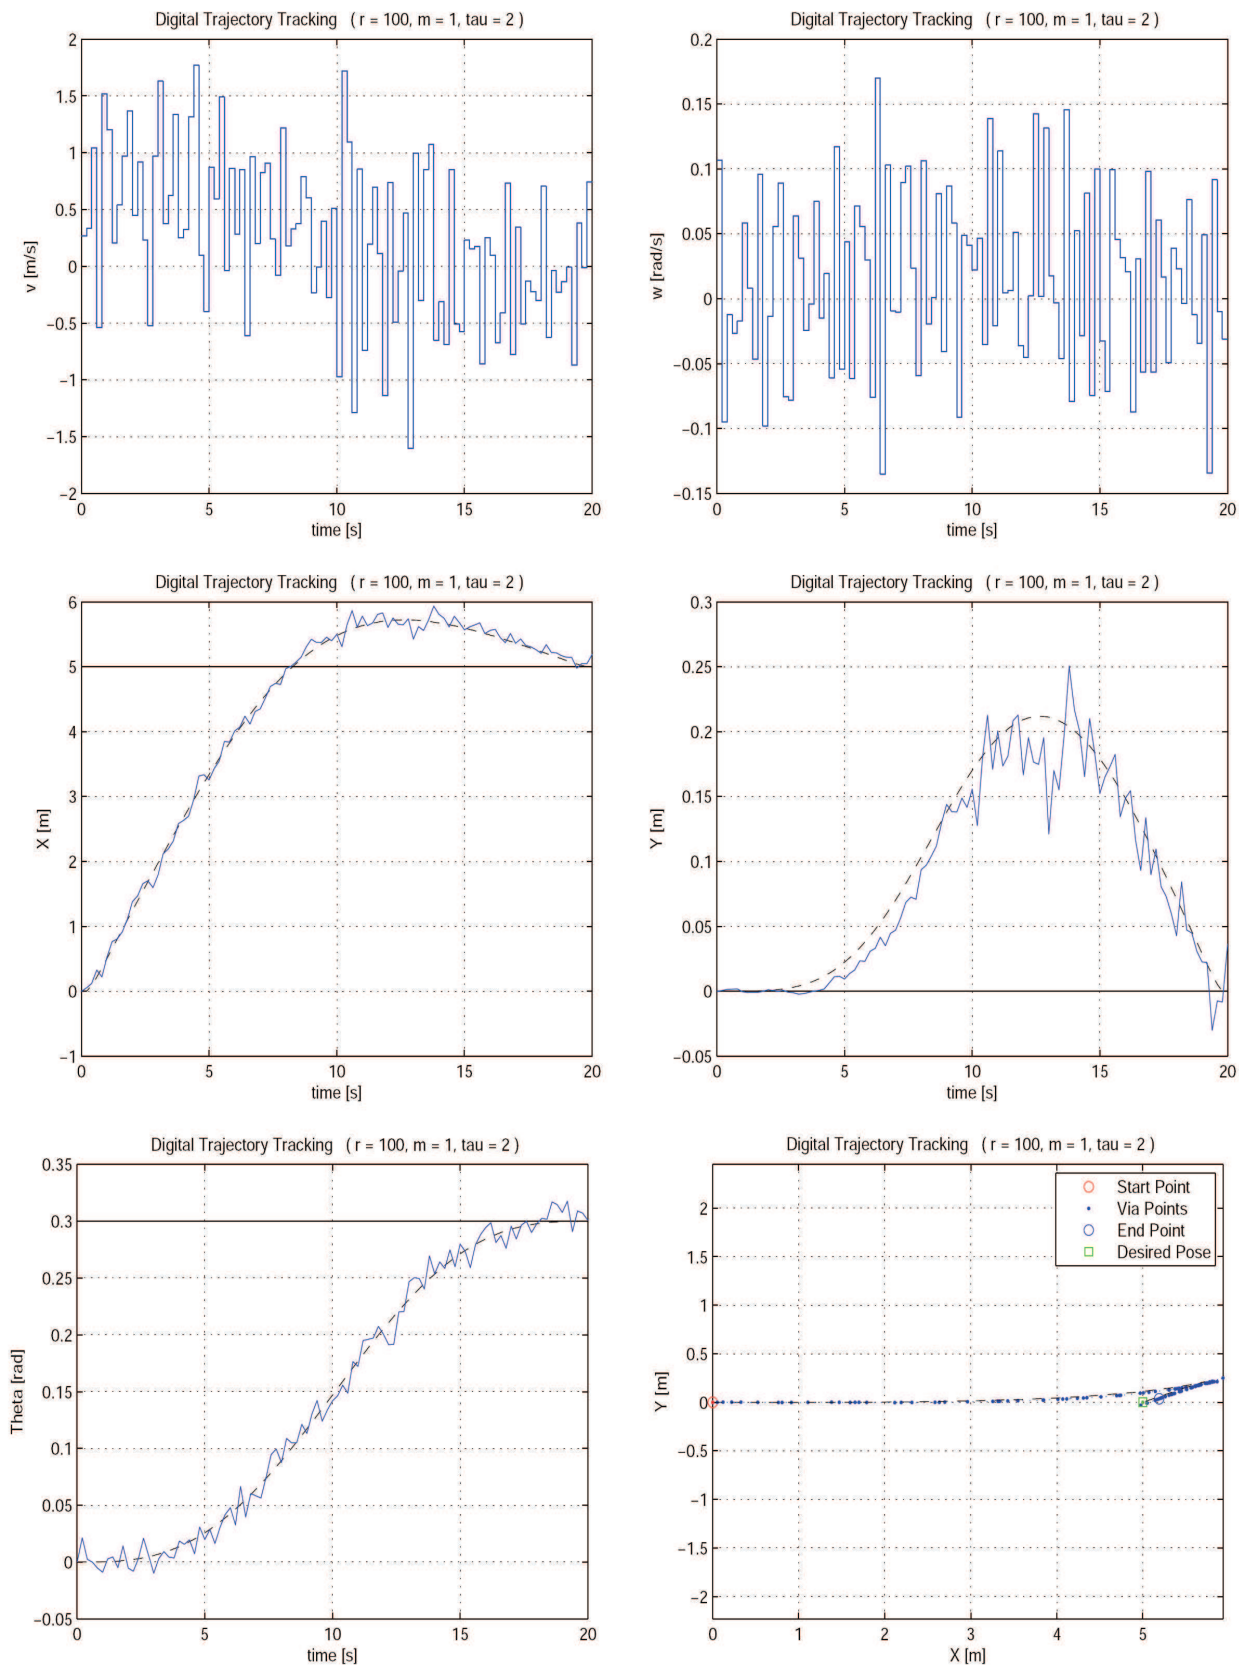 Digital Trajectory Tracking ( r = 100, m = 1, tau = 2 )
2
1.5
1
0.5
0
−0.5
−1
−1.5
−2
v [m/s]
0 5 10 15 20
time [s]
Digital Trajectory Tracking ( r = 100, m = 1, tau = 2 )
0.2
0.15
0.1
0.05
0
−0.05
−0.1
−0.15
w [rad/s]
0 5 10 15 20
time [s]
Digital Trajectory Tracking ( r = 100, m = 1, tau = 2 )
6
5
4
3
2
1
0
−1
X [m]
0 5 10 15 20
time [s]
Digital Trajectory Tracking ( r = 100, m = 1, tau = 2 )
0.3
0.25
0.2
0.15
0.1
0.05
0
−0.05
Y [m]
0 5 10 15 20
time [s]
Digital Trajectory Tracking ( r = 100, m = 1, tau = 2 )
0.35
0.3
0.25
0.2
0.15
0.1
0.05
0
−0.05
Theta [rad]
0 5 10 15 20
time [s]
Digital Trajectory Tracking ( r = 100, m = 1, tau = 2 )
Start Point
Via Points
End Point
Desired Pose
2
1.5
1
0.5
0
−0.5
−1
−1.5
−2
Y [m]
0 1 2 3 4 5
X [m]